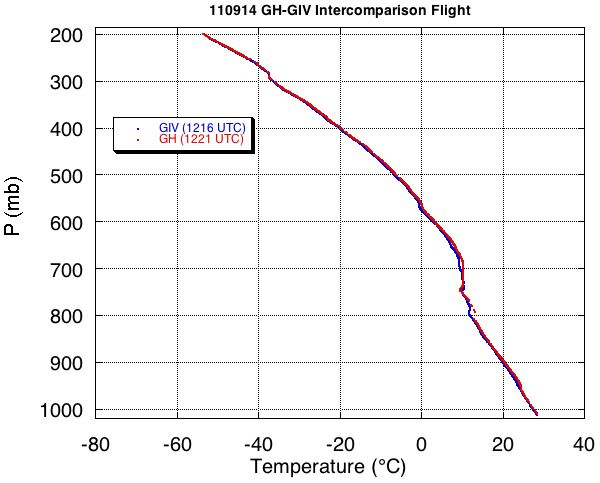 110914 GH-GIV Intercomparison Flight
200
300
400
500
600
700
800
900
1000
P (mb)
GIV (1216 UTC)
GH (1221 UTC)
-80 -60 -40 -20 0 20 40
Temperature (°C)